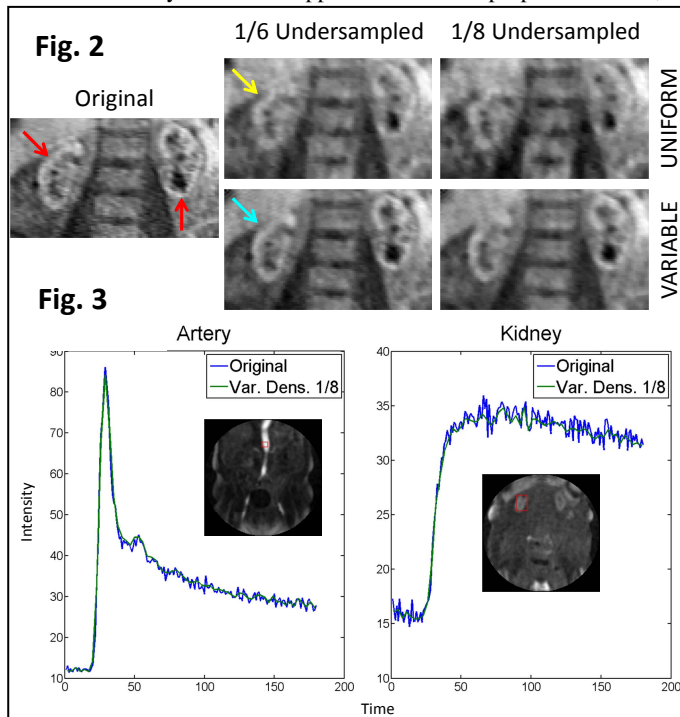 1/6 Undersampled 1/8 Undersampled
Fig. 2
Original
UNIFORM
VARIABLE
Fig. 3
Artery Kidney
90
80
70
60
50
40
30
20
10
0 50 100 150 200
Intensity
Original
Var. Dens. 1/8
40
35
30
25
20
15
10
0 50 100 150 200
Original
Var. Dens. 1/8
Time